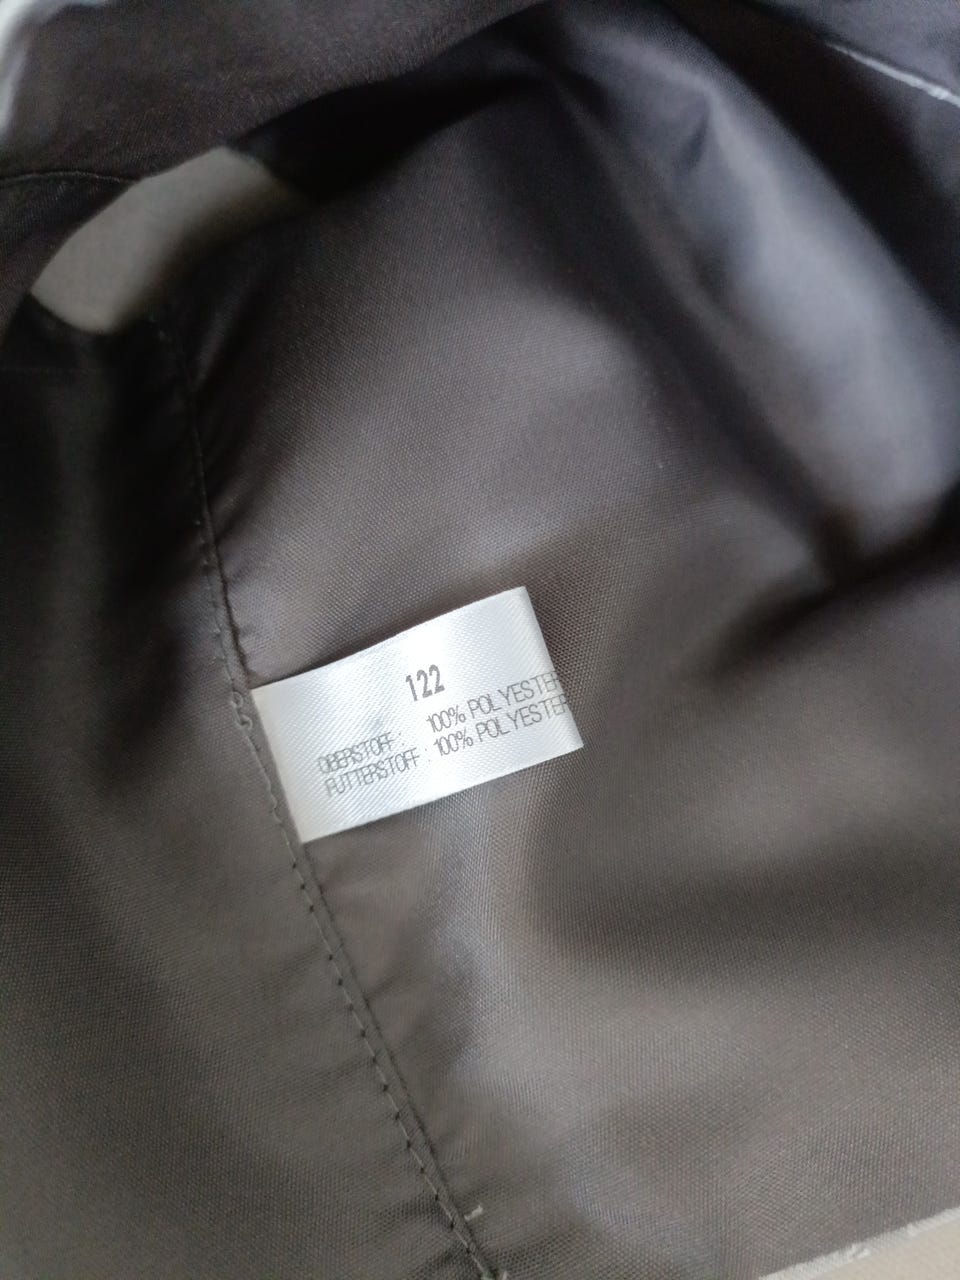 122
OBERSTOFF : 100% POLYESTER
FUTTERSTOFF : 100% POLYESTER